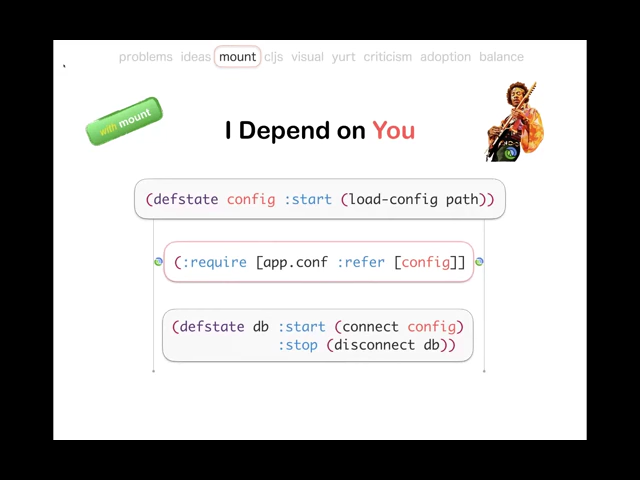 problems ideas mount cljs visual yurt criticism adoption balance
with mount
I Depend on You
(defstate config :start (load-config path))
(:require [app.conf :refer [config]]
(defstate db :start (connect config)
:stop (disconnect db))